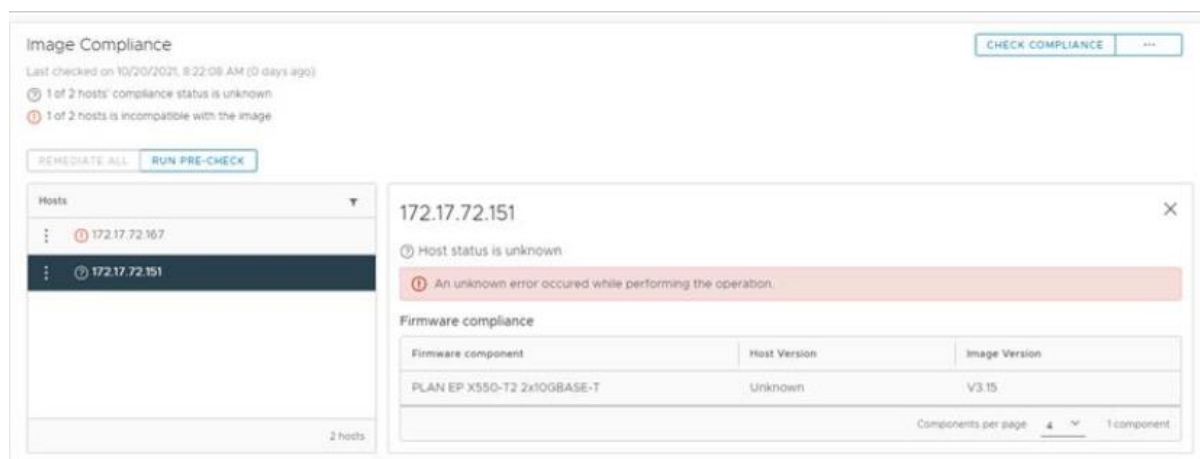 Image Compliance
CHECK COMPLIANCE ...
Last checked on 10/20/2021, 8:22:08 AM (0 days ago)
1 of 2 hosts' compliance status is unknown
1 of 2 hosts is incompatible with the image
REMEDIATE ALL RUN PRE-CHECK
Hosts
172.17.72.167
172.17.72.151
2 hosts
172.17.72.151
Host status is unknown
An unknown error occured while performing the operation.
Firmware compliance
Firmware component Host Version Image Version
PLAN EP X550-T2 2x10GBASE-T Unknown V3.15
Components per page 4 1 component